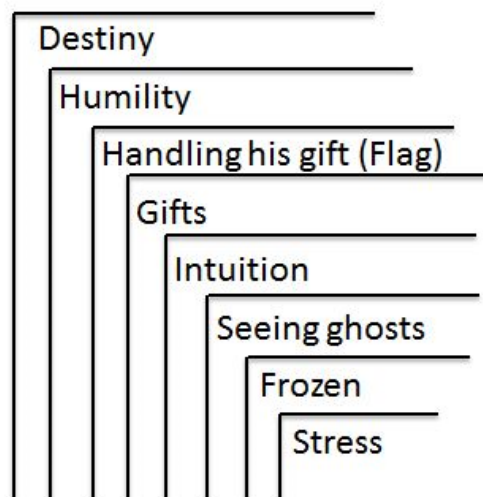 Destiny
Humility
Handling his gift (Flag)
Gifts
Intuition
Seeing ghosts
Frozen
Stress